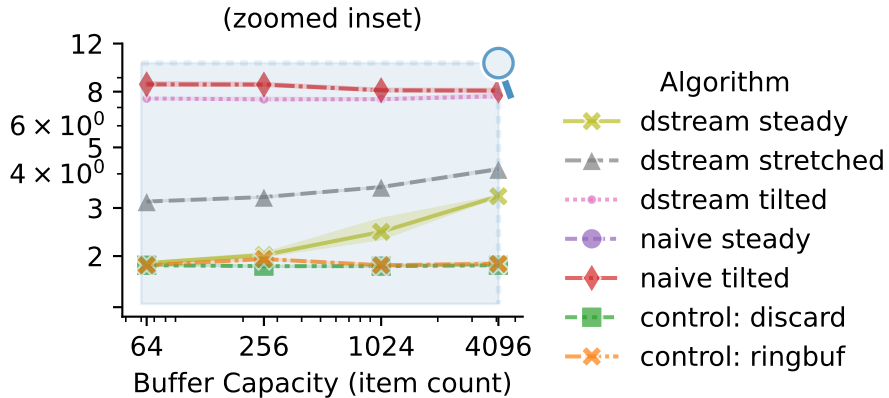 (zoomed inset)
12
8
6 × 10⁰
5
4 × 10⁰
3
2
64 256 1024 4096
Buffer Capacity (item count)
Algorithm
dstream steady
dstream stretched
dstream tilted
naive steady
naive tilted
control: discard
control: ringbuf